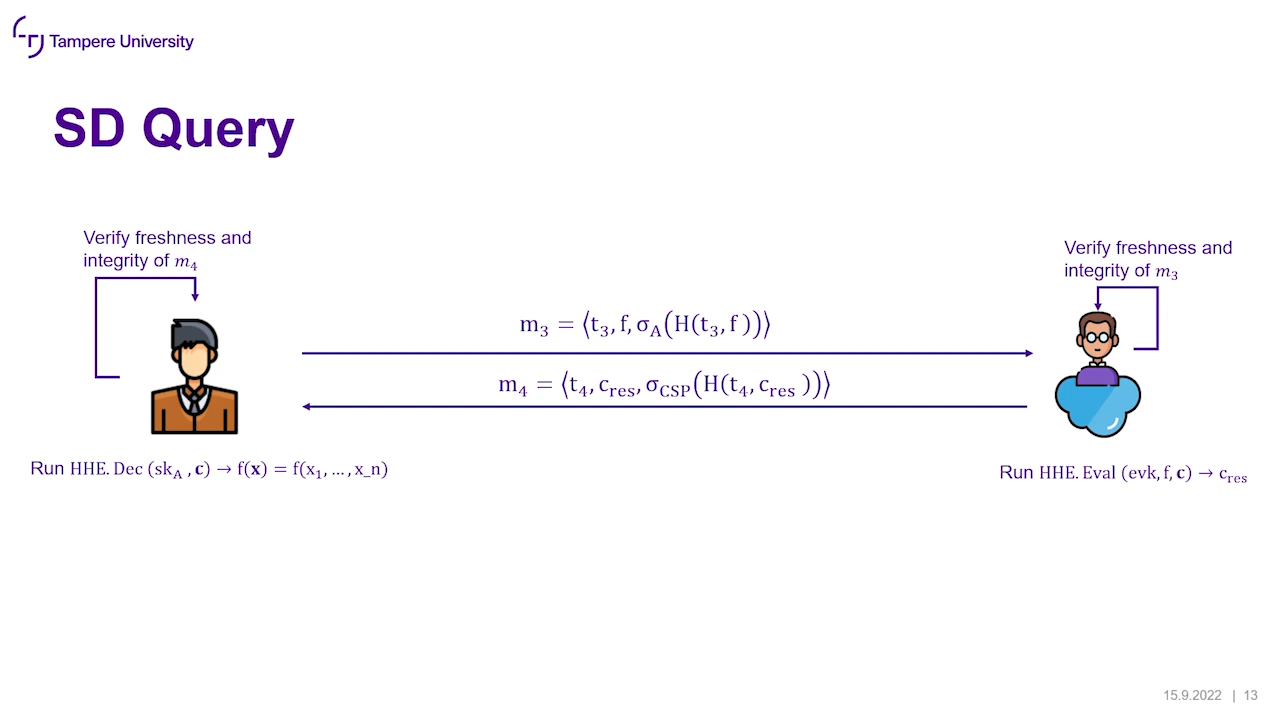 Tampere University
SD Query
Verify freshness and
integrity of m₄
Verify freshness and
integrity of m₃
m₃ = ⟨t₃, f, σ_A(H(t₃, f ))⟩
m₄ = ⟨t₄, c_res, σ_CSP(H(t₄, c_res ))⟩
Run HHE. Dec (sk_A , c) → f(x) = f(x₁, … , x_n)
Run HHE. Eval (evk, f, c) → c_res
15.9.2022 | 13